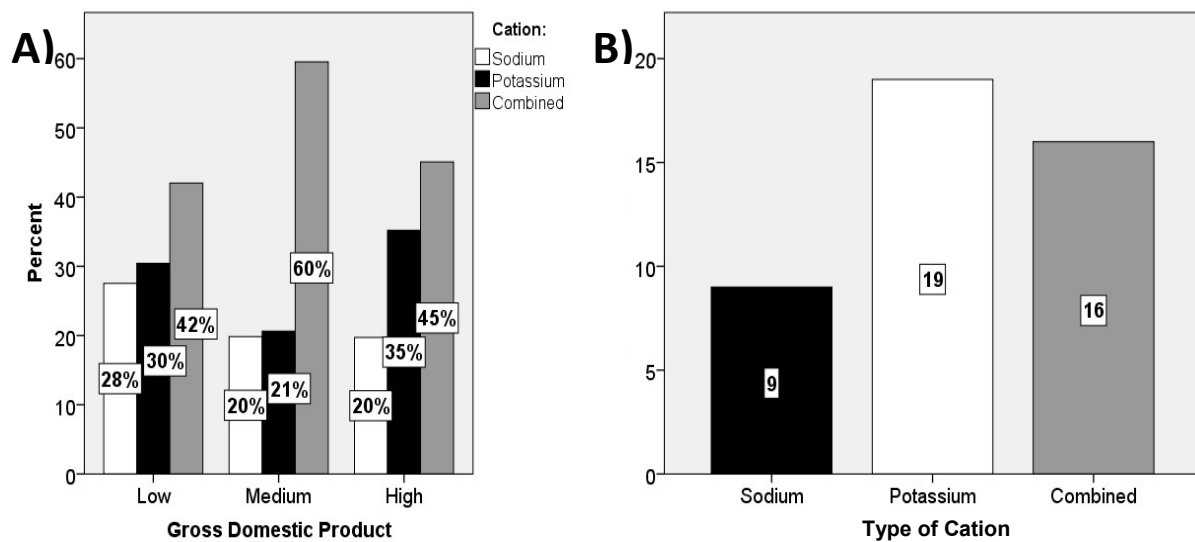 A)
Cation:
Sodium
Potassium
Combined
Percent
60
50
40
30
20
10
0
28%
30%
42%
20%
21%
60%
20%
35%
45%
Low Medium High
Gross Domestic Product
B)
20
15
10
5
0
9
19
16
Sodium Potassium Combined
Type of Cation